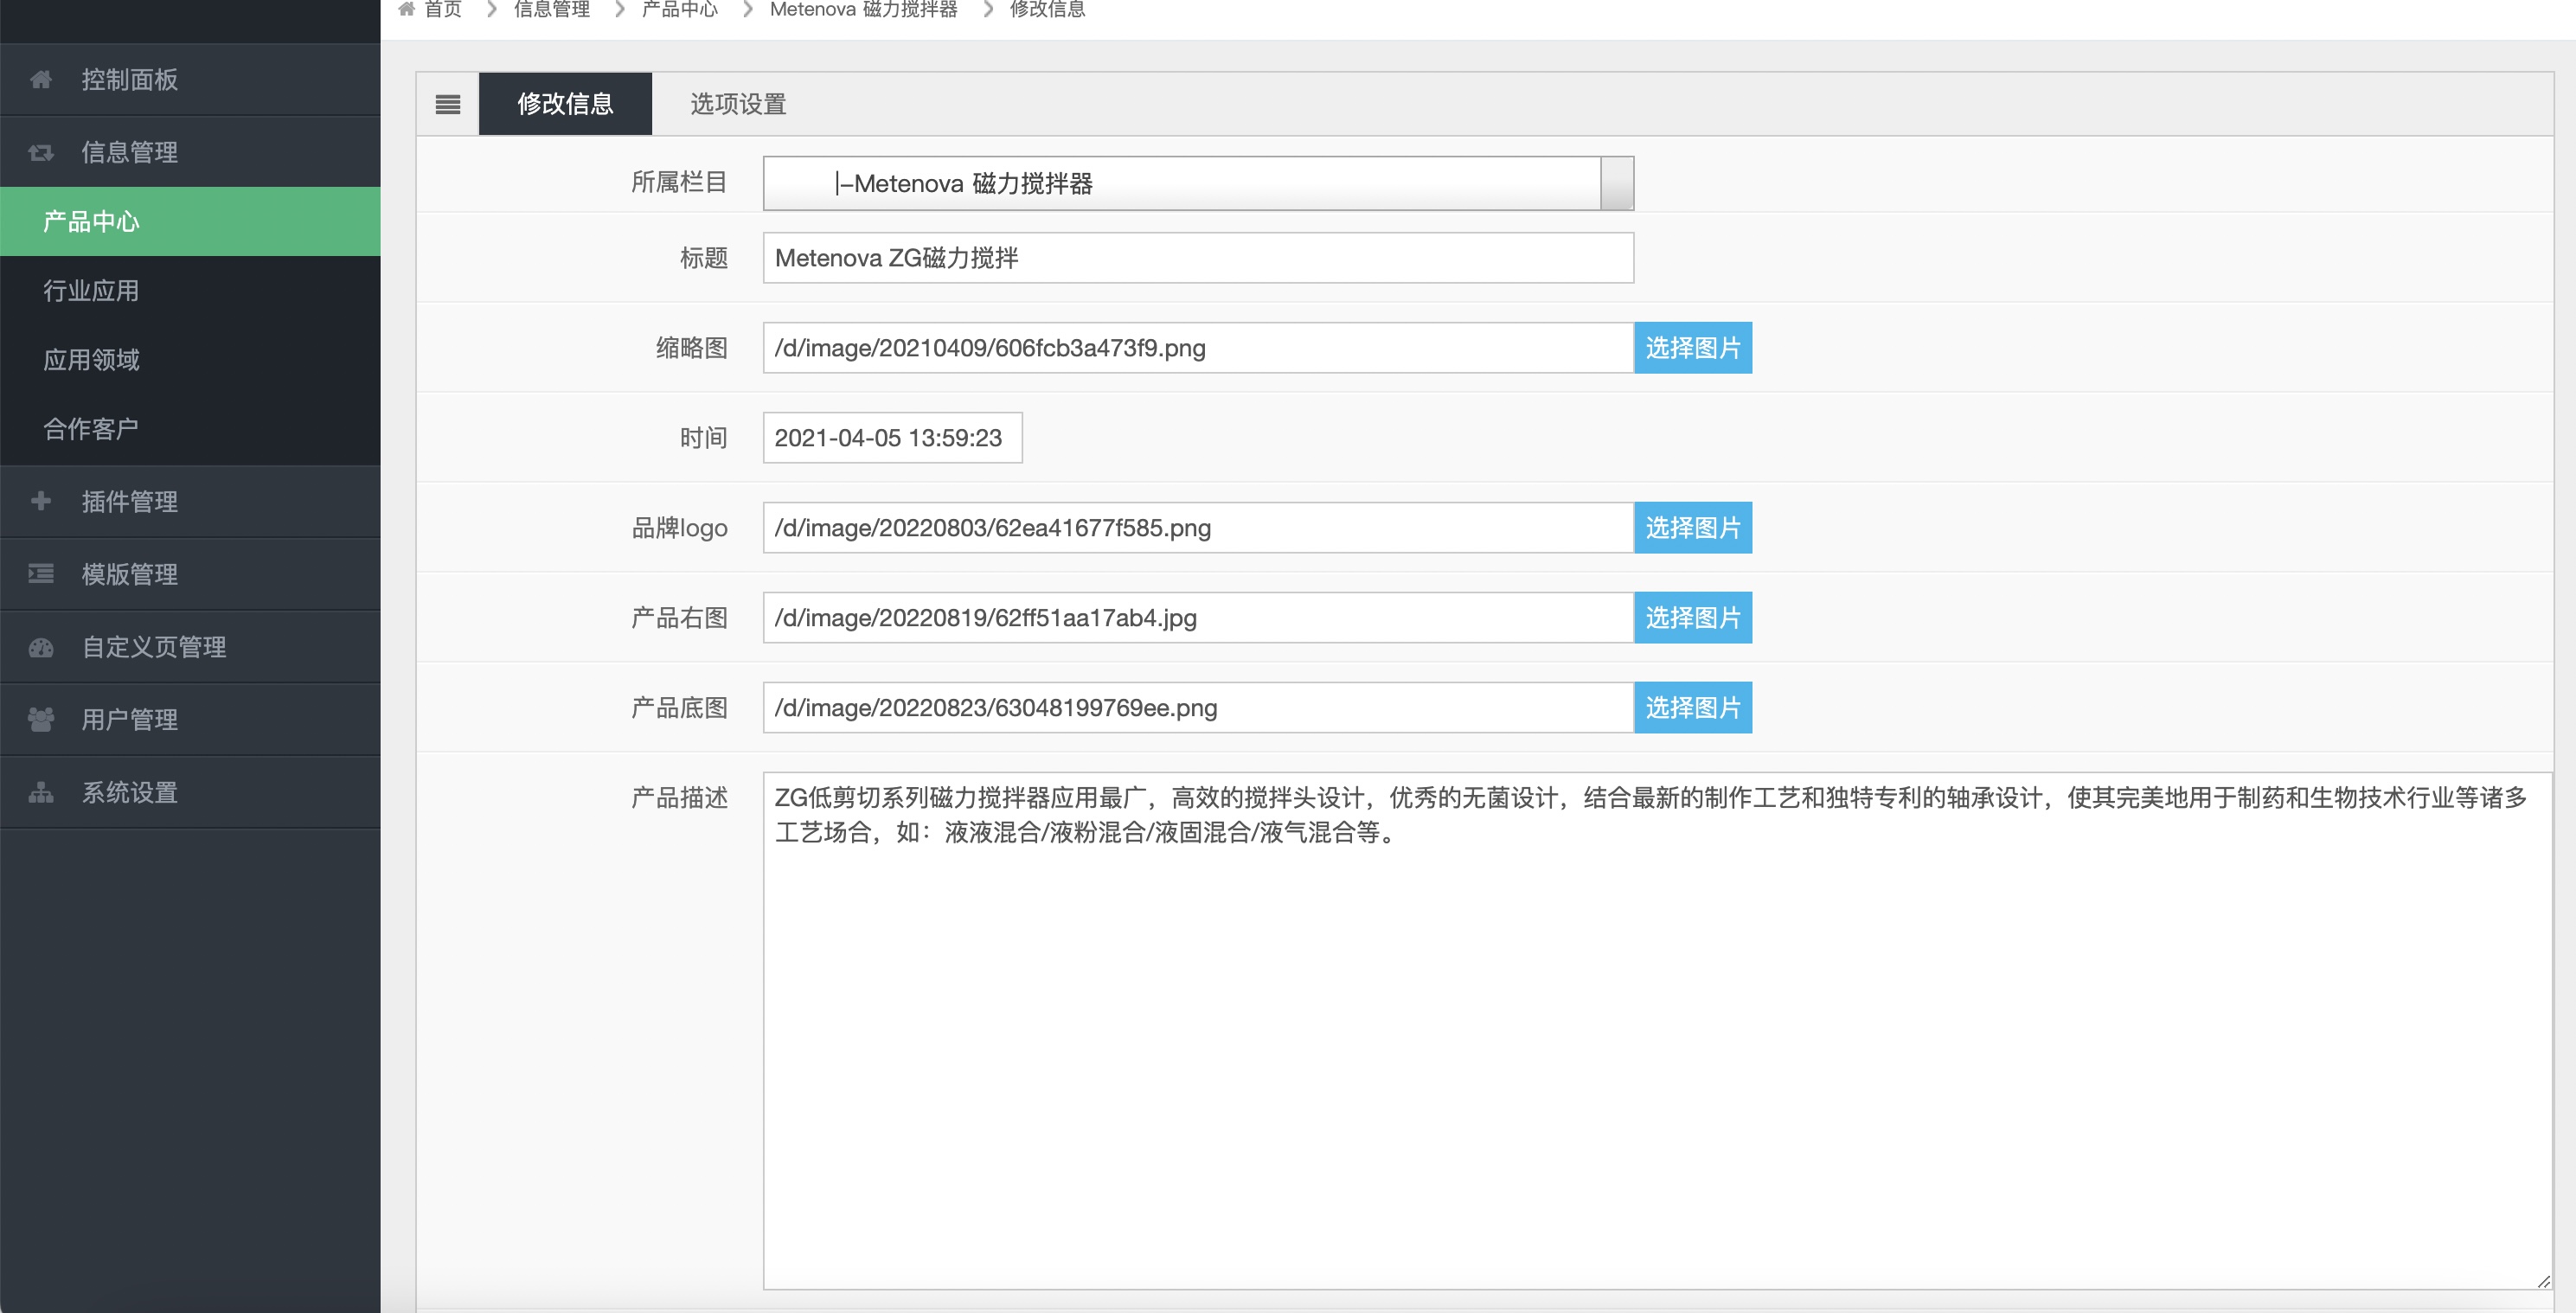 首页 信息管理 产品中心 Metenova 磁力搅拌器 修改信息
控制面板
信息管理
产品中心
行业应用
应用领域
合作客户
插件管理
模版管理
自定义页管理
用户管理
系统设置
修改信息 选项设置
所属栏目 |-Metenova 磁力搅拌器
标题 Metenova ZG磁力搅拌
缩略图 /d/image/20210409/606fcb3a473f9.png 选择图片
时间 2021-04-05 13:59:23
品牌logo /d/image/20220803/62ea41677f585.png 选择图片
产品右图 /d/image/20220819/62ff51aa17ab4.jpg 选择图片
产品底图 /d/image/20220823/63048199769ee.png 选择图片
产品描述 ZG低剪切系列磁力搅拌器应用最广，高效的搅拌头设计，优秀的无菌设计，结合最新的制作工艺和独特专利的轴承设计，使其完美地用于制药和生物技术行业等诸多
工艺场合，如：液液混合/液粉混合/液固混合/液气混合等。